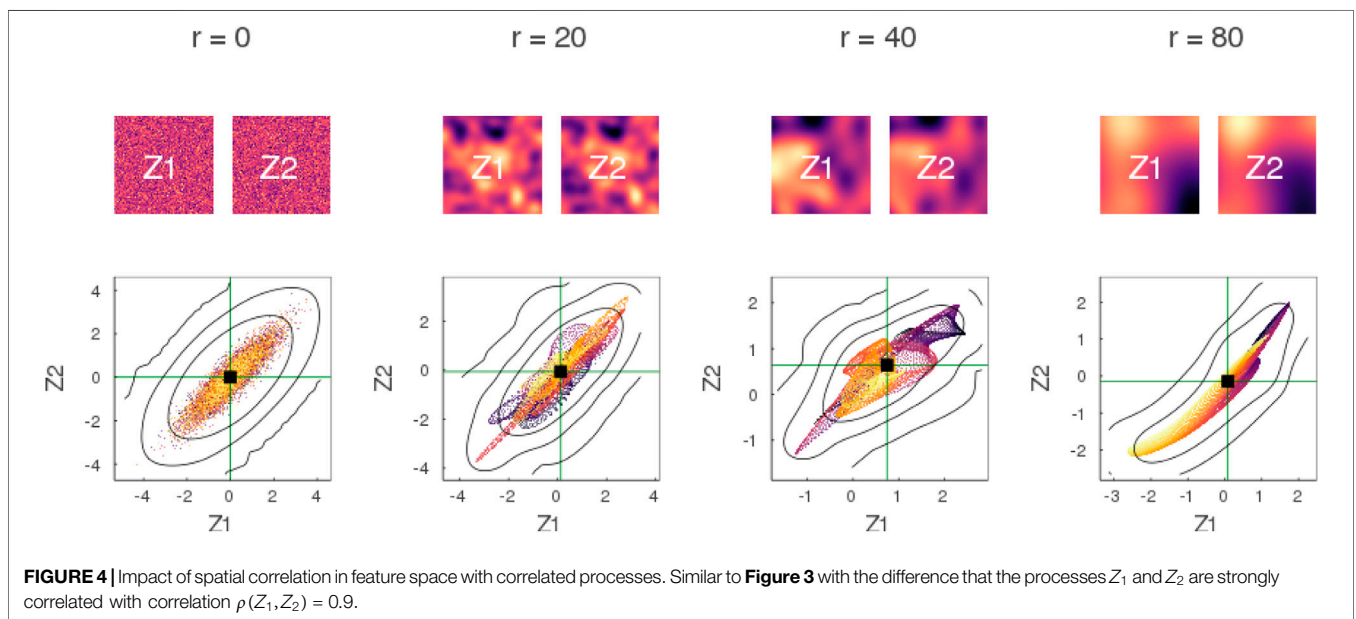 r = 0
r = 20
r = 40
r = 80
Z1
Z2
Z1
Z2
Z1
Z2
Z1
Z2
4
2
0
-2
-4
Z2
-4
-2
0
2
4
Z1
2
0
-2
-4
Z2
-4
-2
0
2
4
Z1
2
1
0
-1
Z2
-1
0
1
2
Z1
2
1
0
-1
-2
Z2
-3
-2
-1
0
1
2
Z1
FIGURE 4 | Impact of spatial correlation in feature space with correlated processes. Similar to Figure 3 with the difference that the processes Z₁ and Z₂ are strongly
correlated with correlation ρ(Z₁,Z₂) = 0.9.